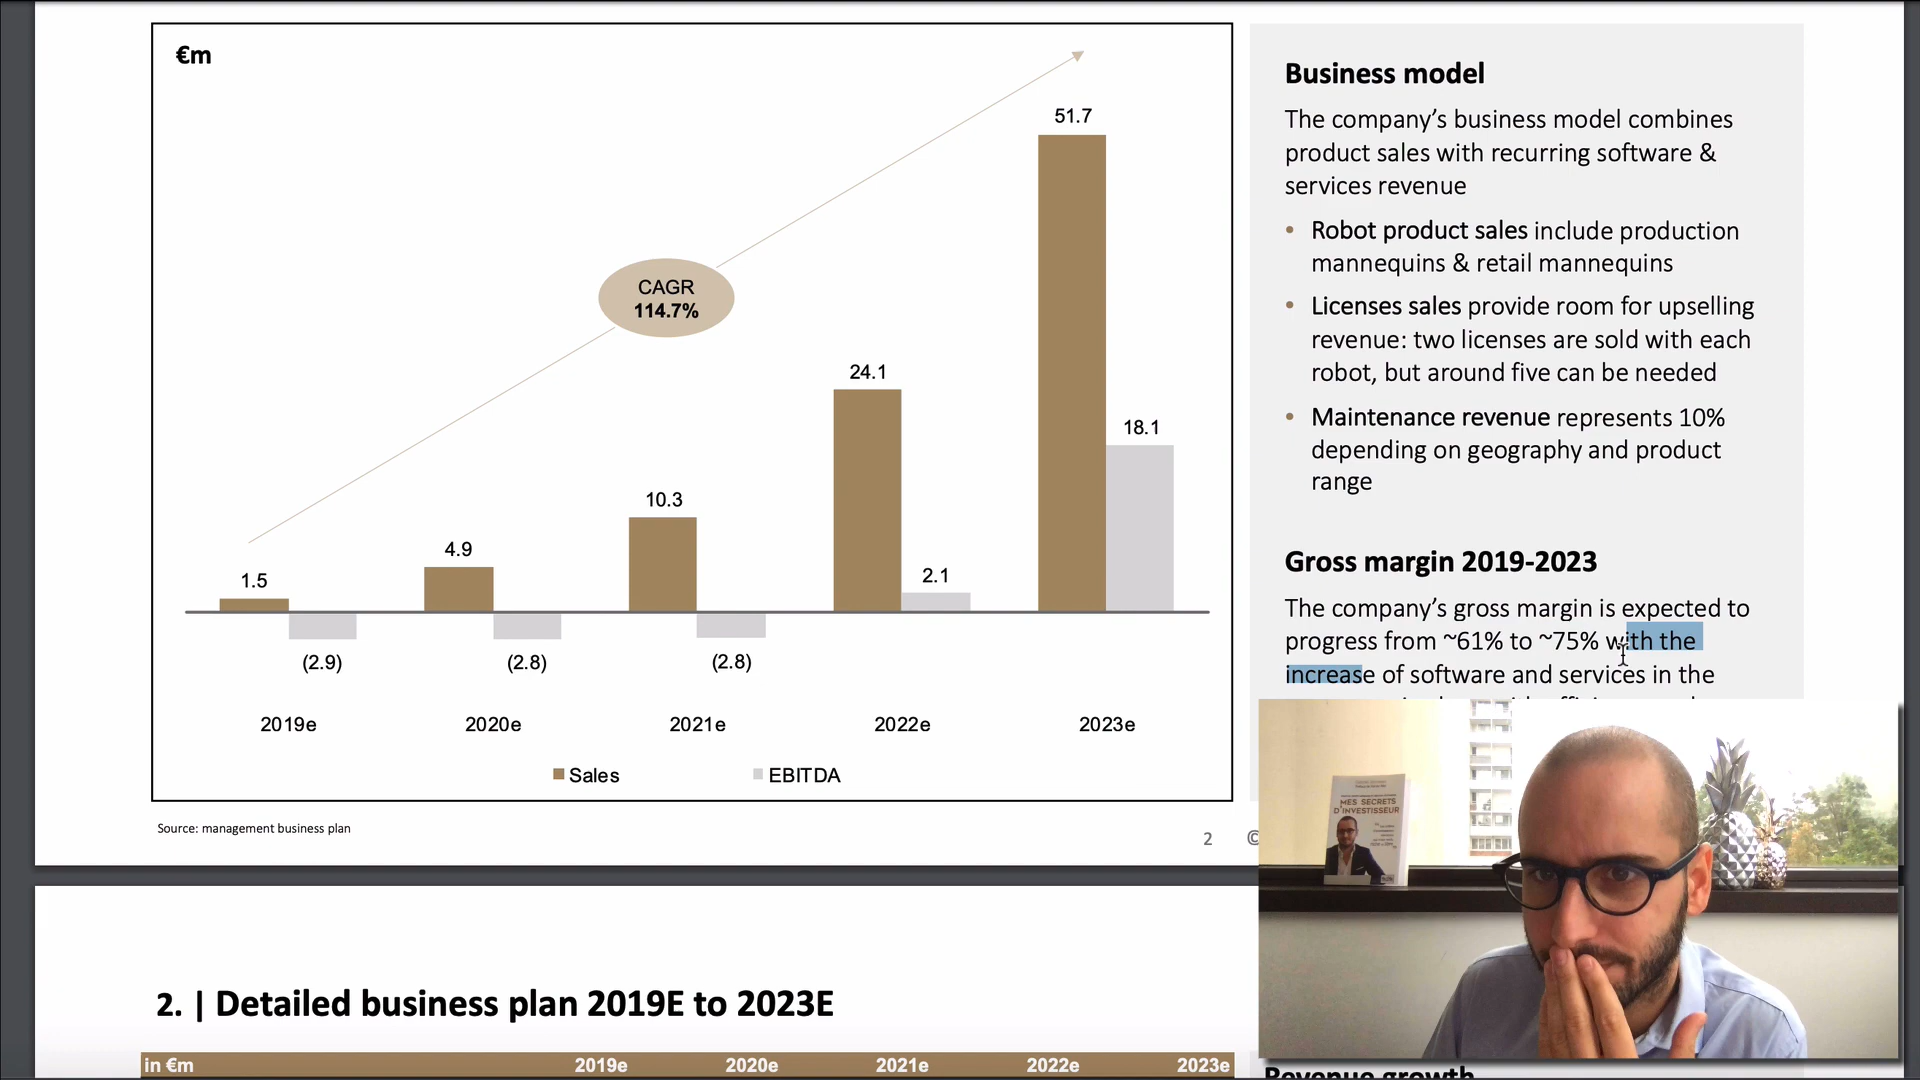 €m
51.7
CAGR
114.7%
24.1
18.1
10.3
4.9
2.1
1.5
(2.9)
(2.8)
(2.8)
2019e
2020e
2021e
2022e
2023e
Sales
EBITDA
Source: management business plan
2 ©
Business model
The company’s business model combines
product sales with recurring software &
services revenue
• Robot product sales include production
mannequins & retail mannequins
• Licenses sales provide room for upselling
revenue: two licenses are sold with each
robot, but around five can be needed
• Maintenance revenue represents 10%
depending on geography and product
range
Gross margin 2019-2023
The company’s gross margin is expected to
progress from ~61% to ~75% with the
increase of software and services in the
MES SECRETS
D'INVESTISSEUR
2. | Detailed business plan 2019E to 2023E
in €m 2019e 2020e 2021e 2022e 2023e
Revenue growth